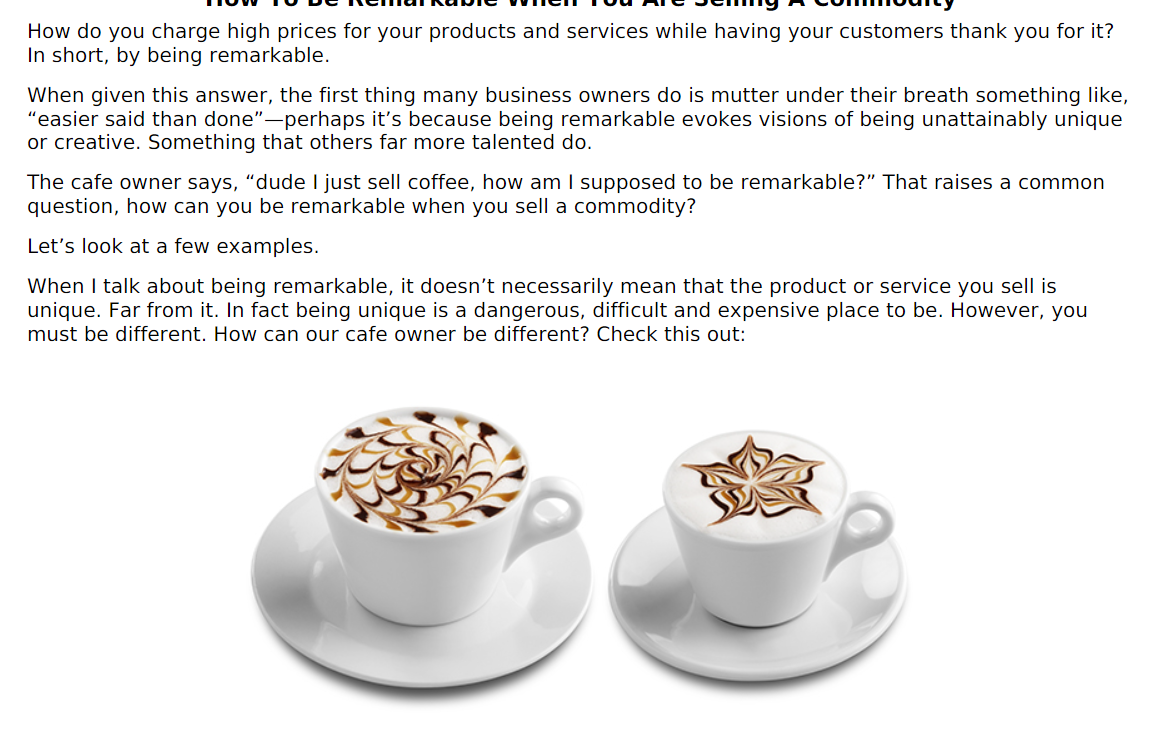 How To Be Remarkable When You Are Selling A Commodity
How do you charge high prices for your products and services while having your customers thank you for it?
In short, by being remarkable.
When given this answer, the first thing many business owners do is mutter under their breath something like,
“easier said than done”—perhaps it’s because being remarkable evokes visions of being unattainably unique
or creative. Something that others far more talented do.
The cafe owner says, “dude I just sell coffee, how am I supposed to be remarkable?” That raises a common
question, how can you be remarkable when you sell a commodity?
Let’s look at a few examples.
When I talk about being remarkable, it doesn’t necessarily mean that the product or service you sell is
unique. Far from it. In fact being unique is a dangerous, difficult and expensive place to be. However, you
must be different. How can our cafe owner be different? Check this out: